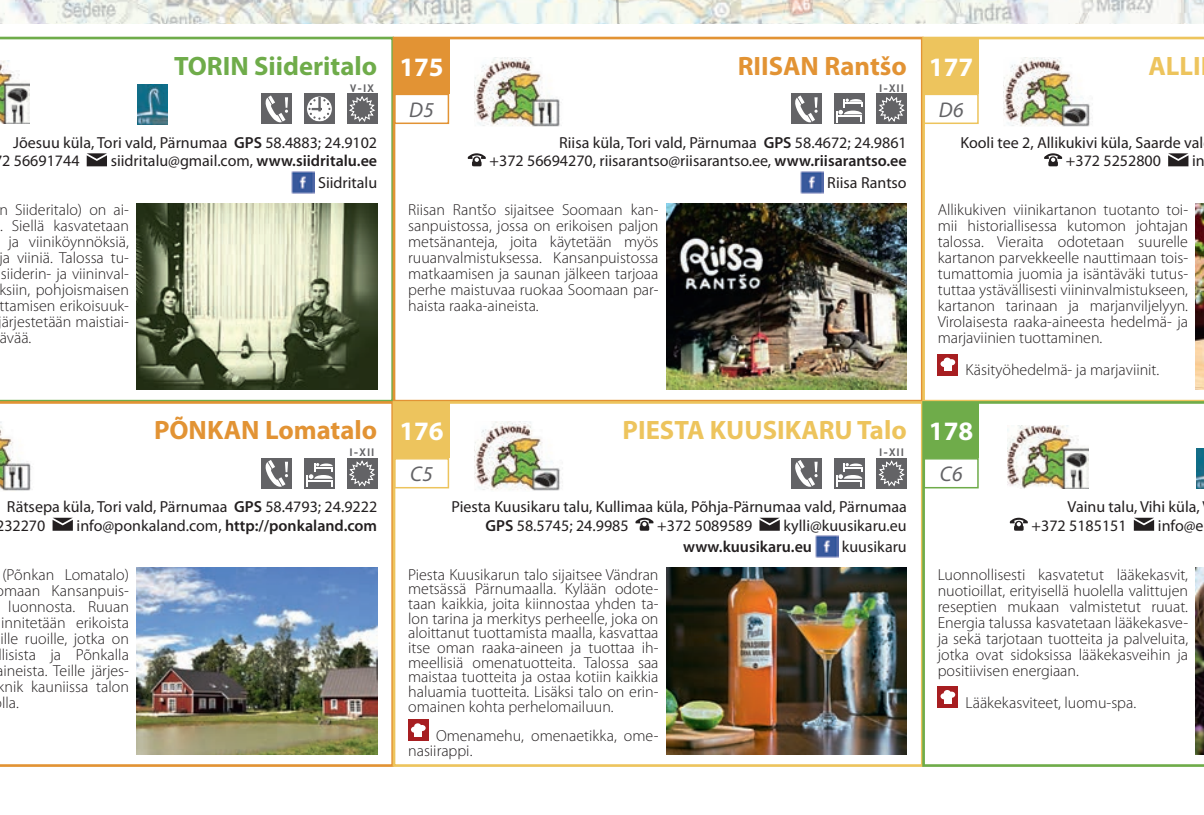 Sedere
Svente
Krauja
A6
Indra
TORIN Siideritalo
V-IX
Jõesuu küla, Tori vald, Pärnumaa GPS 58.4883; 24.9102
72 56691744 siidritalu@gmail.com, www.siidritalu.ee
Siidritalu
n Siideritalo) on ai-
. Siellä kasvatetaan
ja viiniköynnöksiä,
ja viiniä. Talossa tu-
siiderin- ja viininval-
ksiin, pohjoismaisen
ttamisen erikoisuuk-
järjestetään maistiai-
ävää.
PÕNKAN Lomatalo
I-XII
Rätsepa küla, Tori vald, Pärnumaa GPS 58.4793; 24.9222
232270 info@ponkaland.com, http://ponkaland.com
(Põnkan Lomatalo)
omaan Kansanpuis-
luonnosta. Ruuan
innitetään erikoista
ille ruoille, jotka on
llisista ja Põnkalla
aineista. Teille järjes-
knik kauniissa talon
olla.
175
D5
Flavours of Livonia
RIISAN Rantšo
I-XII
Riisa küla, Tori vald, Pärnumaa GPS 58.4672; 24.9861
+372 56694270, riisarantso@riisarantso.ee, www.riisarantso.ee
Riisa Rantso
Riisan Rantšo sijaitsee Soomaan kan-
sanpuistossa, jossa on erikoisen paljon
metsänanteja, joita käytetään myös
ruuanvalmistuksessa. Kansanpuistossa
matkaamisen ja saunan jälkeen tarjoaa
perhe maistuvaa ruokaa Soomaan par-
haista raaka-aineista.
Riisa
RANTŠO
176
C5
Flavours of Livonia
PIESTA KUUSIKARU Talo
I-XII
Piesta Kuusikaru talu, Kullimaa küla, Põhja-Pärnumaa vald, Pärnumaa
GPS 58.5745; 24.9985 +372 5089589 kylli@kuusikaru.eu
www.kuusikaru.eu kuusikaru
Piesta Kuusikarun talo sijaitsee Vändran
metsässä Pärnumaalla. Kylään odote-
taan kaikkia, joita kiinnostaa yhden ta-
lon tarina ja merkitys perheelle, joka on
aloittanut tuottamista maalla, kasvattaa
itse oman raaka-aineen ja tuottaa ih-
meellisiä omenatuotteita. Talossa saa
maistaa tuotteita ja ostaa kotiin kaikkia
haluamia tuotteita. Lisäksi talo on erin-
omainen kohta perhelomailuun.
Omenamehu, omenaetikka, ome-
nasiirappi.
Piesta
177
D6
Flavours of Livonia
ALLI
Kooli tee 2, Allikukivi küla, Saarde val
+372 5252800 in
Allikukiven viinikartanon tuotanto toi-
mii historiallisessa kutomon johtajan
talossa. Vieraita odotetaan suurelle
kartanon parvekkeelle nauttimaan tois-
tumattomia juomia ja isäntäväki tutus-
tuttaa ystävällisesti viininvalmistukseen,
kartanon tarinaan ja marjanviljelyyn.
Virolaisesta raaka-aineesta hedelmä- ja
marjaviinien tuottaminen.
Käsityöhedelmä- ja marjaviinit.
178
C6
Flavours of Livonia
Vainu talu, Vihi küla,
+372 5185151 info@e
Luonnollisesti kasvatetut lääkekasvit,
nuotioillat, erityisellä huolella valittujen
reseptien mukaan valmistetut ruuat.
Energia talussa kasvatetaan lääkekasve-
ja sekä tarjotaan tuotteita ja palveluita,
jotka ovat sidoksissa lääkekasveihin ja
positiivisen energiaan.
Lääkekasviteet, luomu-spa.